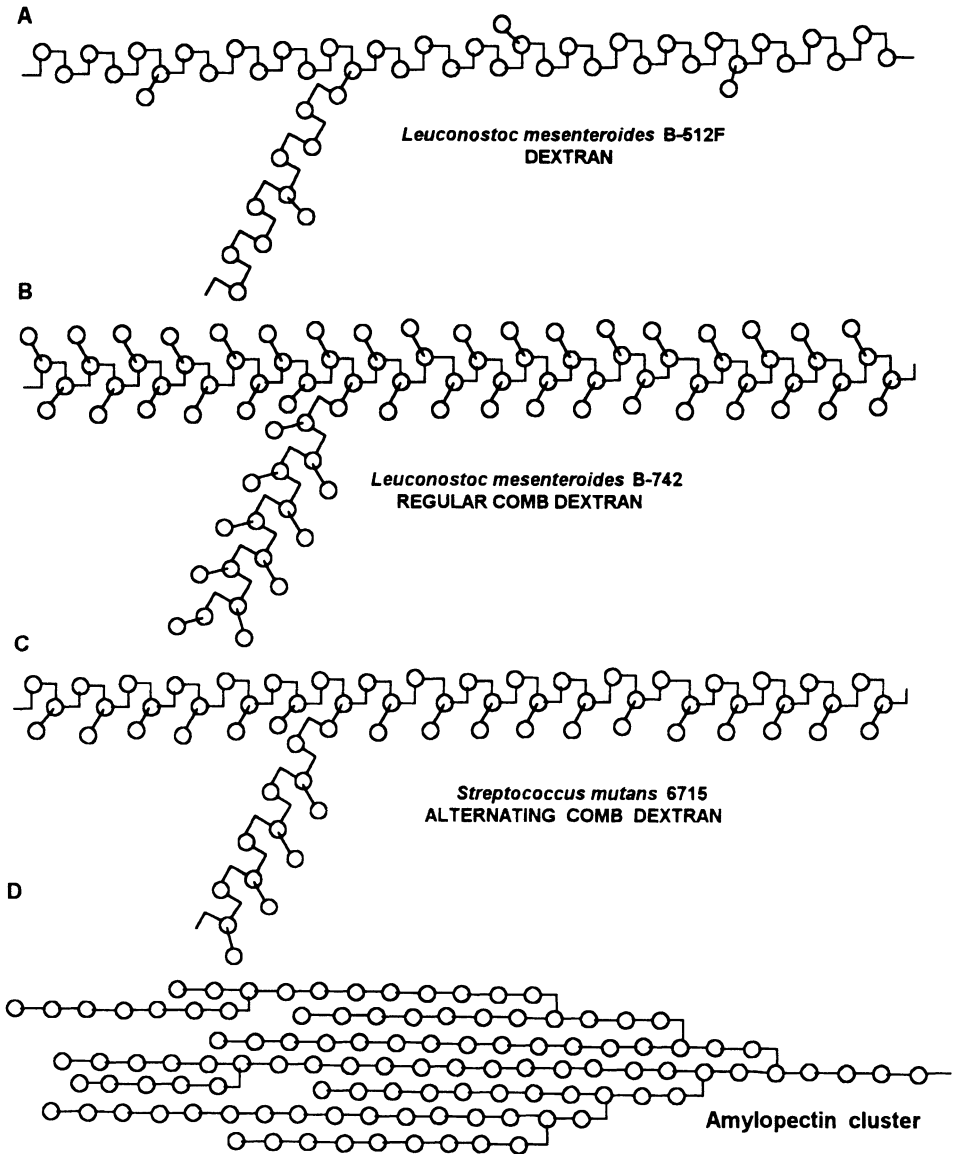 A
Leuconostoc mesenteroides B-512F
DEXTRAN
B
Leuconostoc mesenteroides B-742
REGULAR COMB DEXTRAN
C
Streptococcus mutans 6715
ALTERNATING COMB DEXTRAN
D
Amylopectin cluster